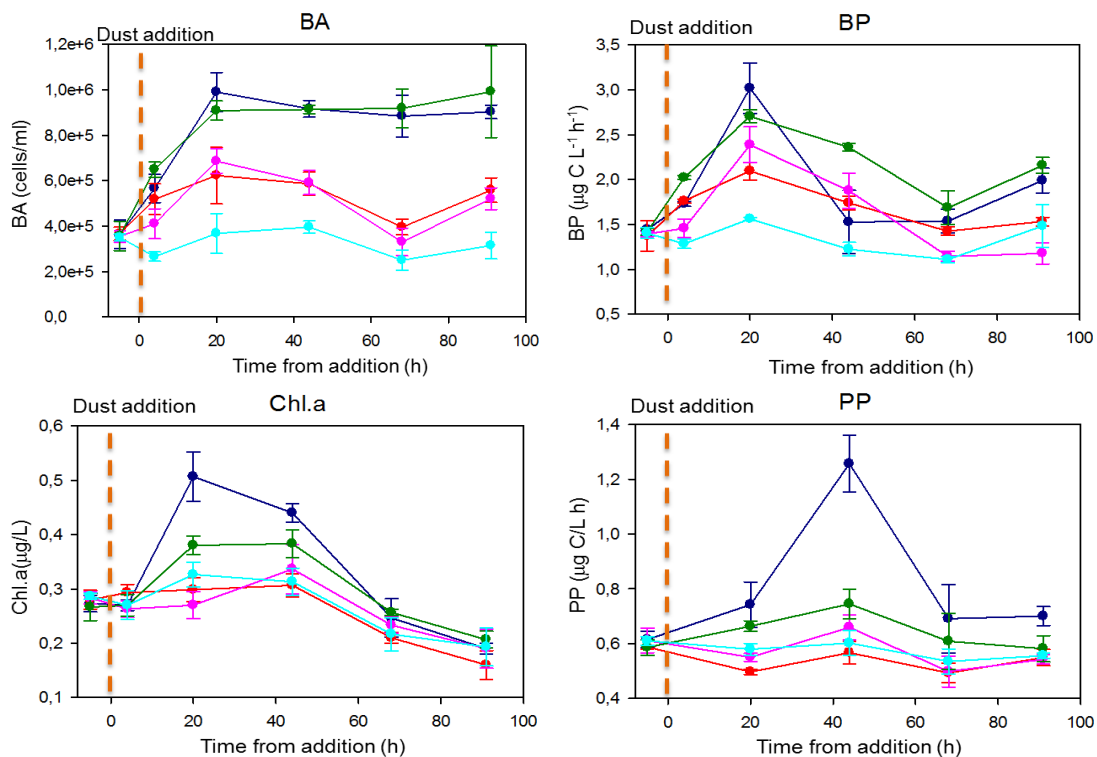 BA
Dust addition
1,2e+6
1,0e+6
8,0e+5
6,0e+5
4,0e+5
2,0e+5
0,0
BA (cells/ml)
0 20 40 60 80 100
Time from addition (h)
BP
Dust addition
3,5
3,0
2,5
2,0
1,5
1,0
0,5
BP (µg C L⁻¹ h⁻¹)
0 20 40 60 80 100
Time from addition (h)
Chl.a
Dust addition
0,6
0,5
0,4
0,3
0,2
0,1
Chl.a(µg/L)
0 20 40 60 80 100
Time from addition (h)
PP
Dust addition
1,4
1,2
1,0
0,8
0,6
0,4
PP (µg C/L h)
0 20 40 60 80 100
Time from addition (h)